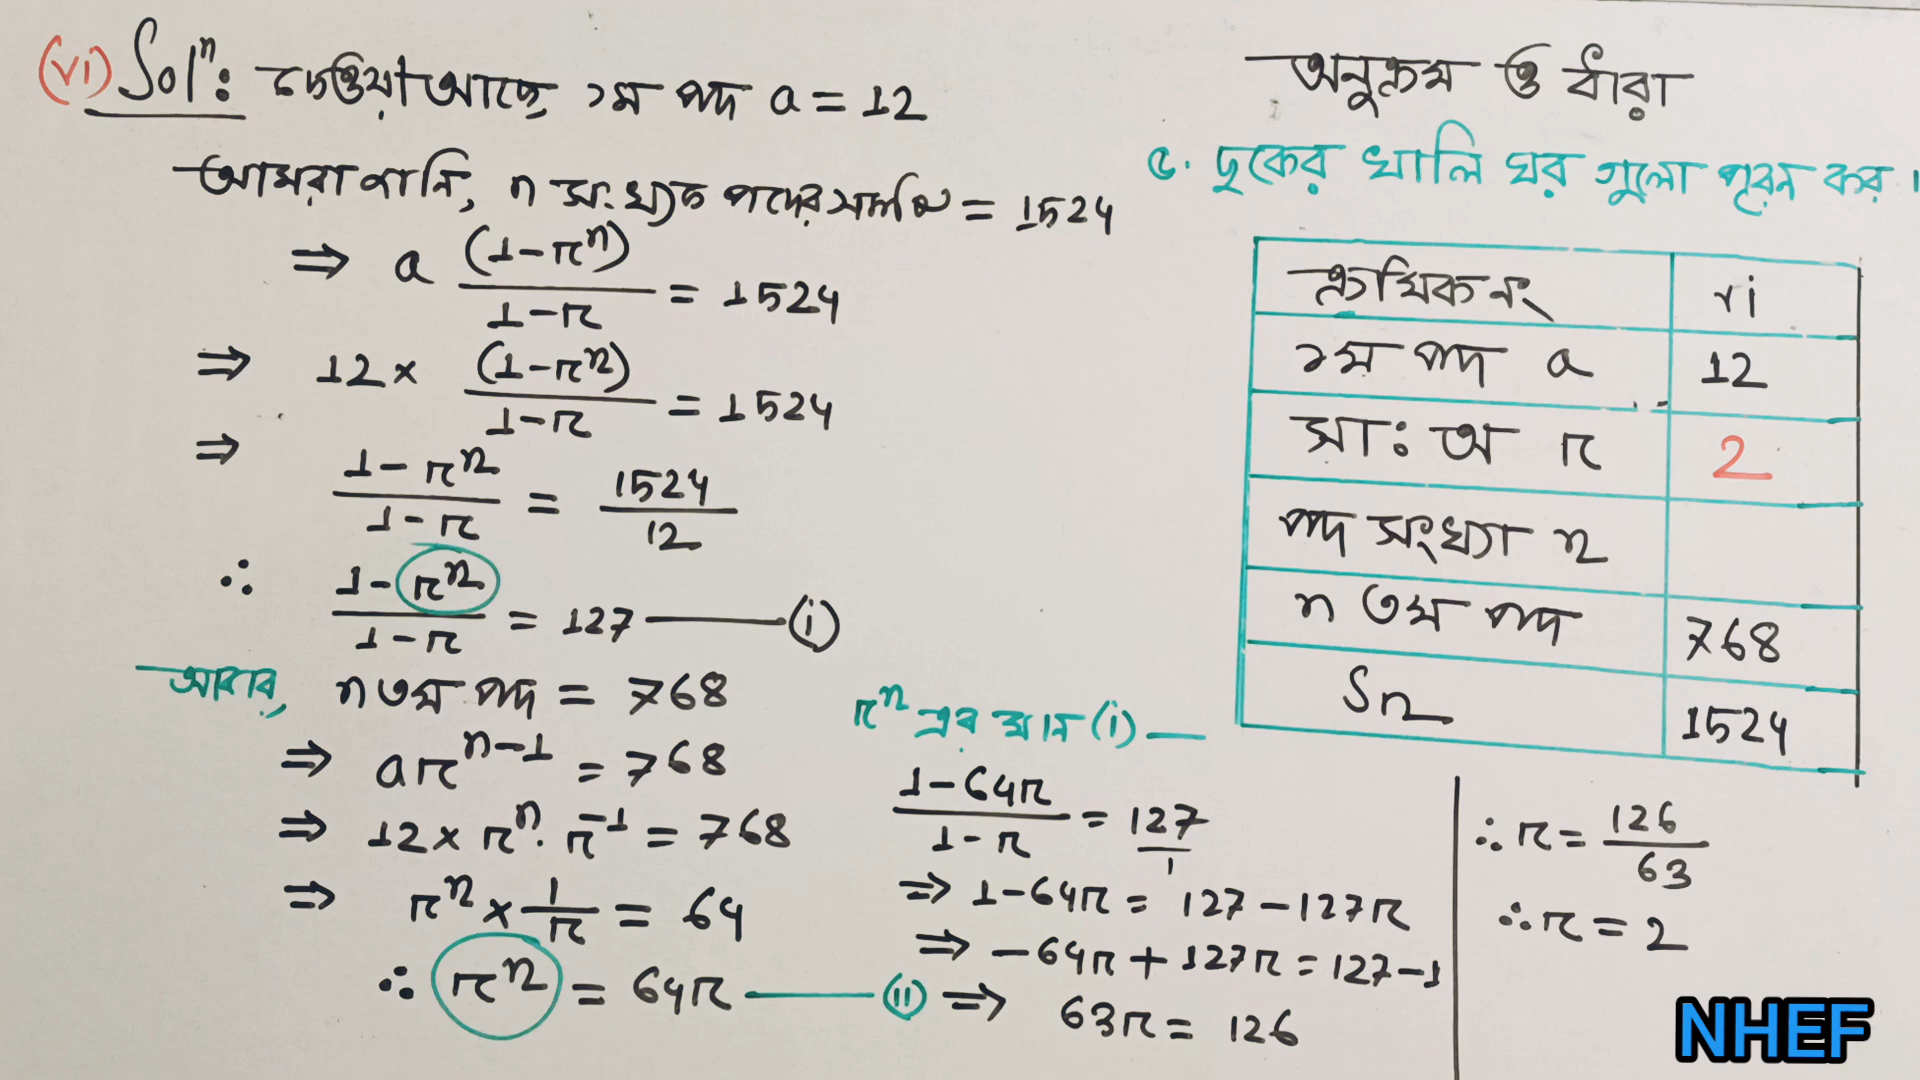 (vi) Solⁿ: দেওয়া আছে, ১ম পদ a = 12
আমরা জানি, n সংখ্যক পদের সমষ্টি = 1524
⇒ a (1-rⁿ)/(1-r) = 1524
⇒ 12 × (1-rⁿ)/(1-r) = 1524
⇒ (1-rⁿ)/(1-r) = 1524/12
∴ (1-rⁿ)/(1-r) = 127 —— (i)
আবার, n তম পদ = 768
⇒ arⁿ⁻¹ = 768
⇒ 12 × rⁿ · r⁻¹ = 768
⇒ rⁿ × 1/r = 64
∴ rⁿ = 64r —— (ii)
rⁿ এর মান (i) —
(1-64r)/(1-r) = 127/1
⇒ 1-64r = 127-127r
⇒ -64r + 127r = 127-1
⇒ 63r = 126
∴ r = 126/63
∴ r = 2
অনুক্রম ও ধারা
৫. ছকের খালি ঘর গুলো পূরন কর।
ক্রমিক নং vi
১ম পদ a 12
সাঃ অ r 2
পদ সংখ্যা n
n তম পদ 768
Sn 1524
NHEF